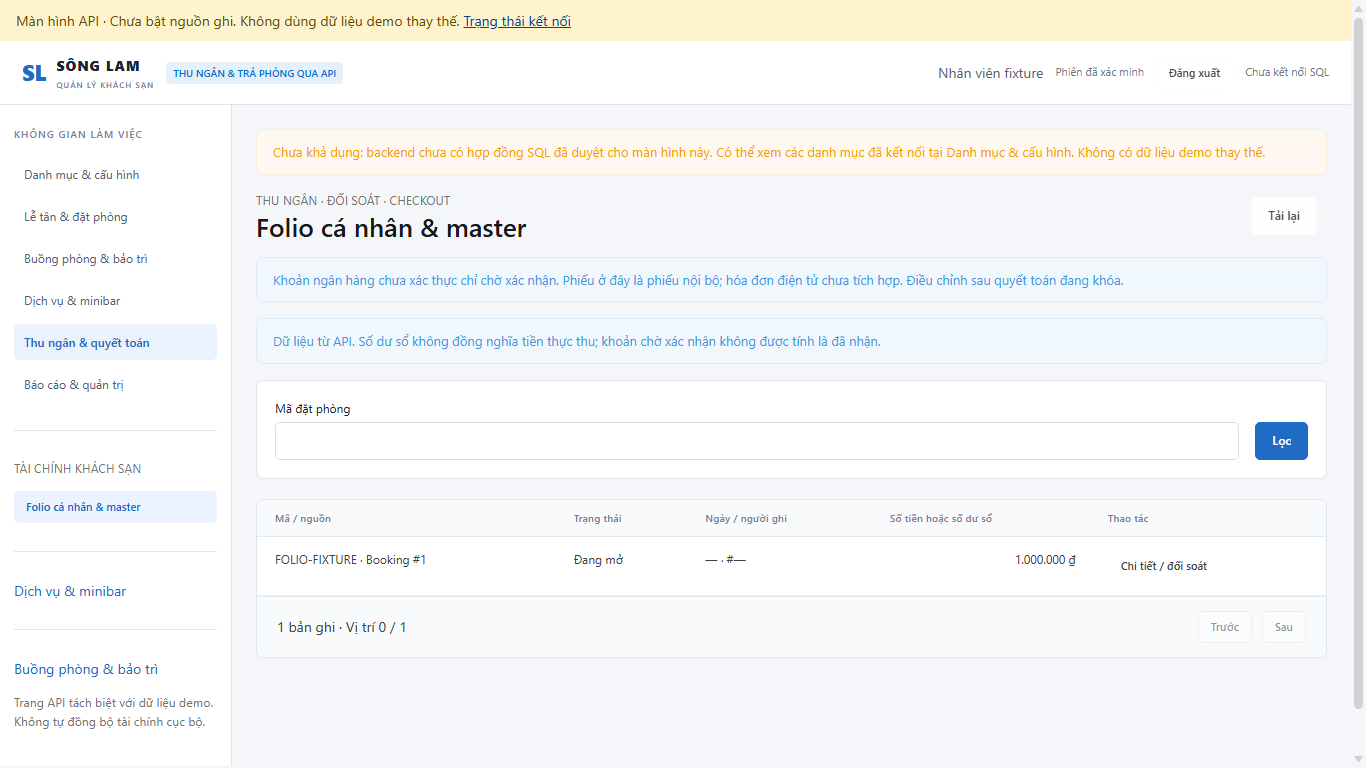 Màn hình API · Chưa bật nguồn ghi. Không dùng dữ liệu demo thay thế. Trạng thái kết nối
SL
SÔNG LAM
QUẢN LÝ KHÁCH SẠN
THU NGÂN & TRẢ PHÒNG QUA API
Nhân viên fixture
Phiên đã xác minh
Đăng xuất
Chưa kết nối SQL
KHÔNG GIAN LÀM VIỆC
Danh mục & cấu hình
Lễ tân & đặt phòng
Buồng phòng & bảo trì
Dịch vụ & minibar
Thu ngân & quyết toán
Báo cáo & quản trị
TÀI CHÍNH KHÁCH SẠN
Folio cá nhân & master
Dịch vụ & minibar
Buồng phòng & bảo trì
Trang API tách biệt với dữ liệu demo.
Không tự đồng bộ tài chính cục bộ.
Chưa khả dụng: backend chưa có hợp đồng SQL đã duyệt cho màn hình này. Có thể xem các danh mục đã kết nối tại Danh mục & cấu hình. Không có dữ liệu demo thay thế.
THU NGÂN · ĐỐI SOÁT · CHECKOUT
Folio cá nhân & master
Tải lại
Khoản ngân hàng chưa xác thực chỉ chờ xác nhận. Phiếu ở đây là phiếu nội bộ; hóa đơn điện tử chưa tích hợp. Điều chỉnh sau quyết toán đang khóa.
Dữ liệu từ API. Số dư sổ không đồng nghĩa tiền thực thu; khoản chờ xác nhận không được tính là đã nhận.
Mã đặt phòng
Lọc
Mã / nguồn
Trạng thái
Ngày / người ghi
Số tiền hoặc số dư sổ
Thao tác
FOLIO-FIXTURE · Booking #1
Đang mở
— · #—
1.000.000 ₫
Chi tiết / đối soát
1 bản ghi · Vị trí 0 / 1
Trước
Sau